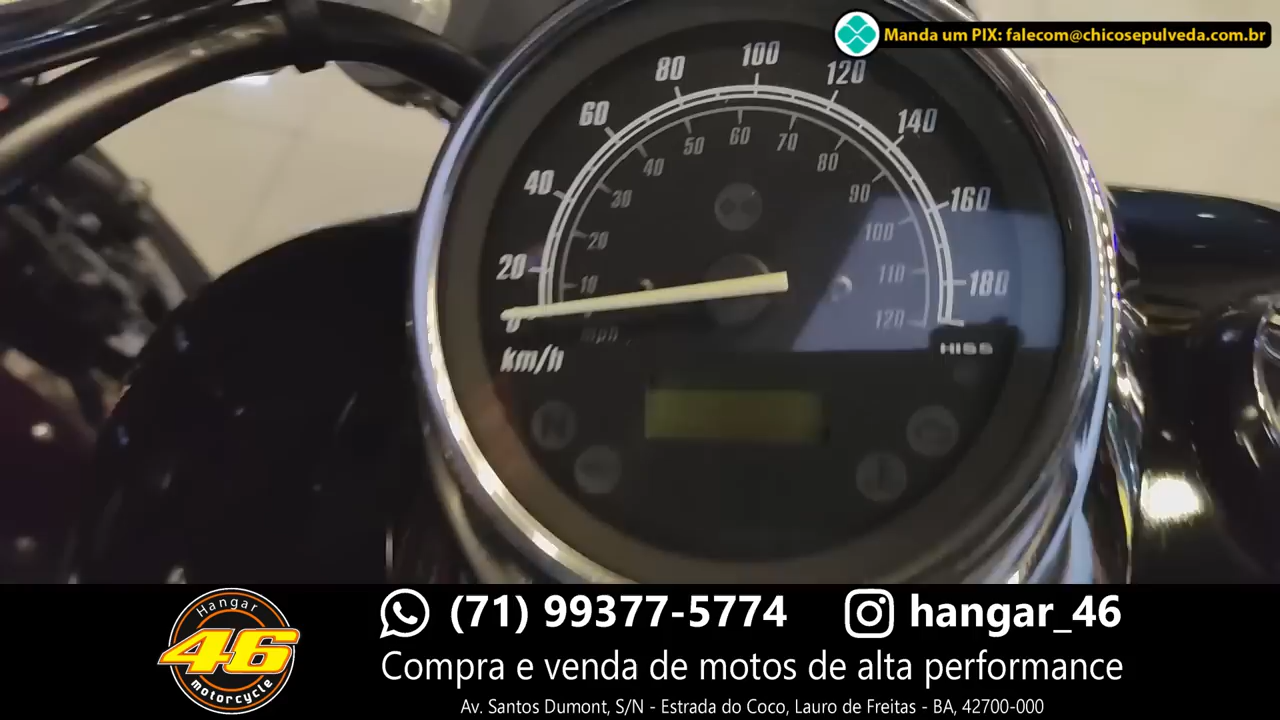 Manda um PIX: falecom@chicosepulveda.com.br
100
80
120
60
140
60
50
70
40
80
40
30
90
160
20
100
20
10
110
180
0
mph
120
HISS
km/h
N
Hangar
46
motorcycle
(71) 99377-5774
hangar_46
Compra e venda de motos de alta performance
Av. Santos Dumont, S/N - Estrada do Coco, Lauro de Freitas - BA, 42700-000